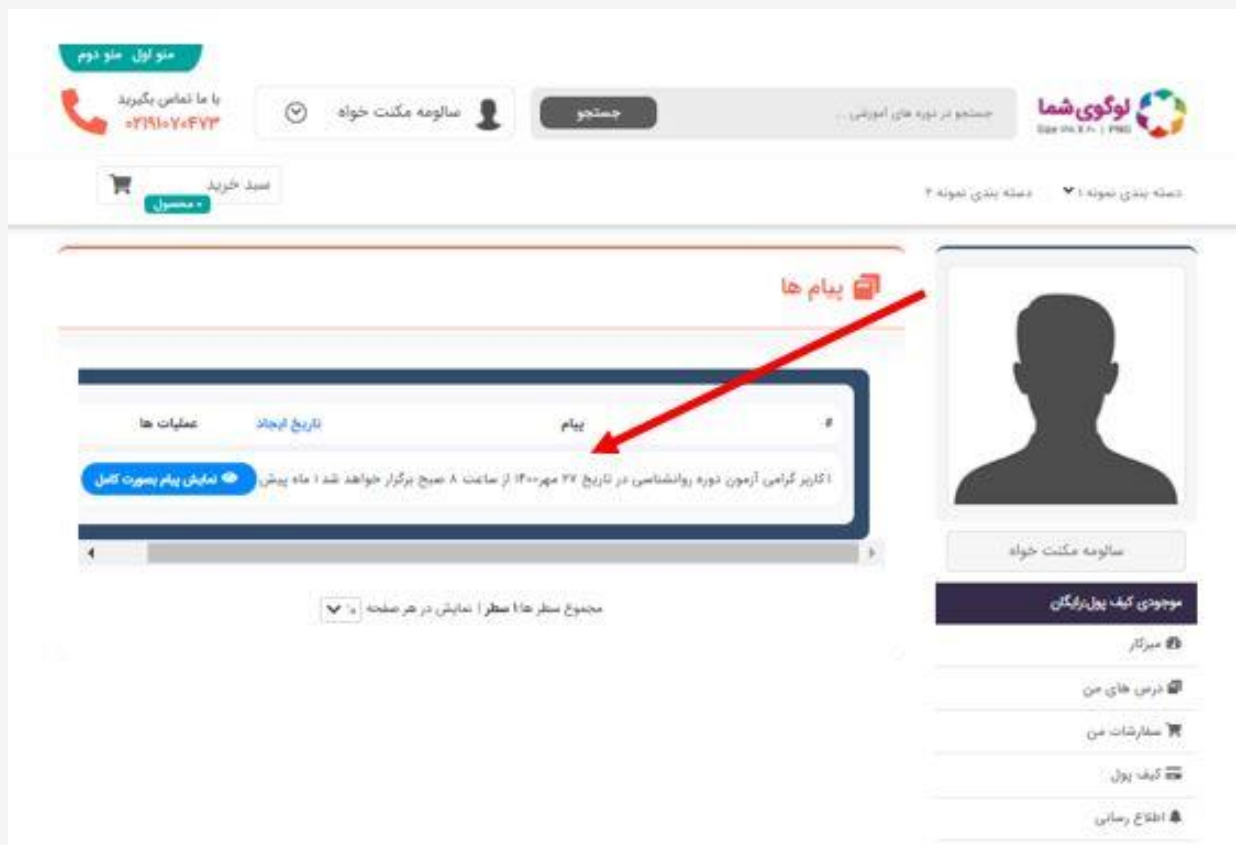 منو اول منو دوم
لوگوی شما
جستجو در دوره های آموزشی ...
جستجو
سالومه مکنت خواه
با ما تماس بگیرید
۰۲۱۹۱۰۷۰۴۷۳
دسته بندی نمونه ۱
دسته بندی نمونه ۲
سبد خرید
۰ محصول
پیام ها
# پیام تاریخ ایجاد عملیات ها
۱ کاربر گرامی آزمون دوره روانشناسی در تاریخ ۲۷ مهر۱۴۰۰ از ساعت ۸ صبح برگزار خواهد شد ۱ ماه پیش نمایش پیام بصورت کامل
مجموع سطر ها:۱ سطر | نمایش در هر صفحه
سالومه مکنت خواه
موجودی کیف پول:رایگان
میزکار
درس های من
سفارشات من
کیف پول
اطلاع رسانی